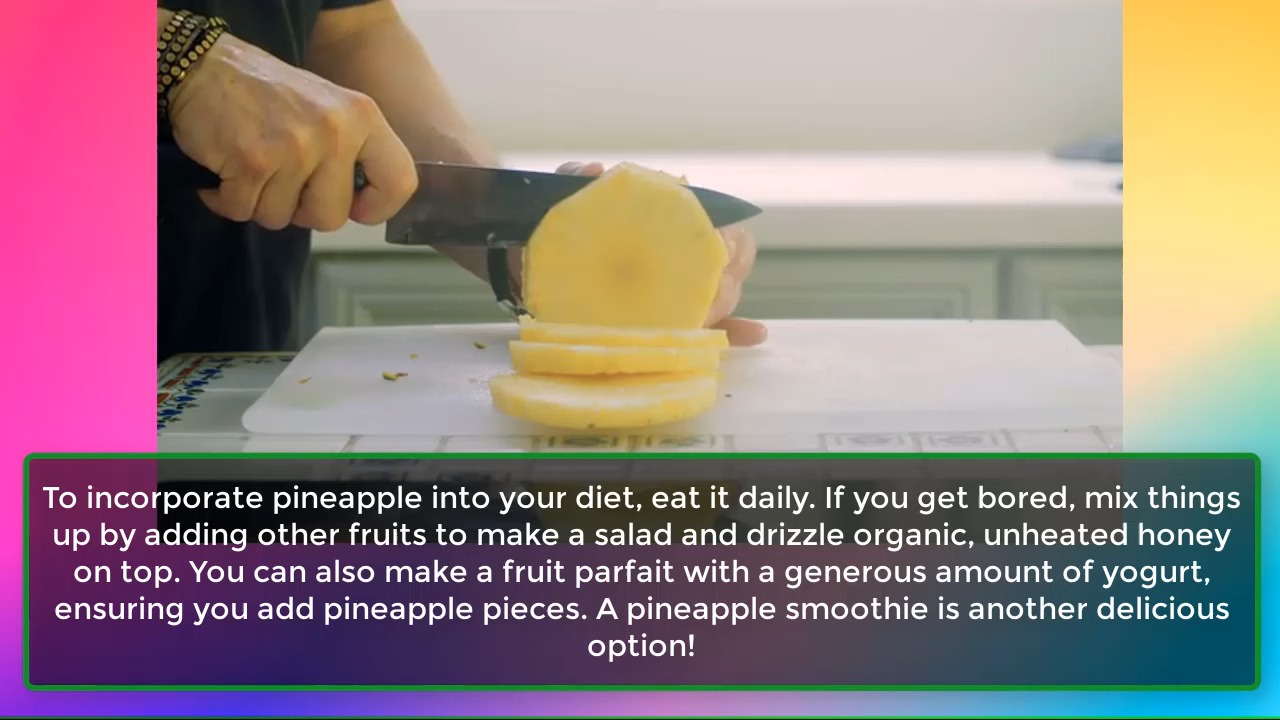 To incorporate pineapple into your diet, eat it daily. If you get bored, mix things
up by adding other fruits to make a salad and drizzle organic, unheated honey
on top. You can also make a fruit parfait with a generous amount of yogurt,
ensuring you add pineapple pieces. A pineapple smoothie is another delicious
option!